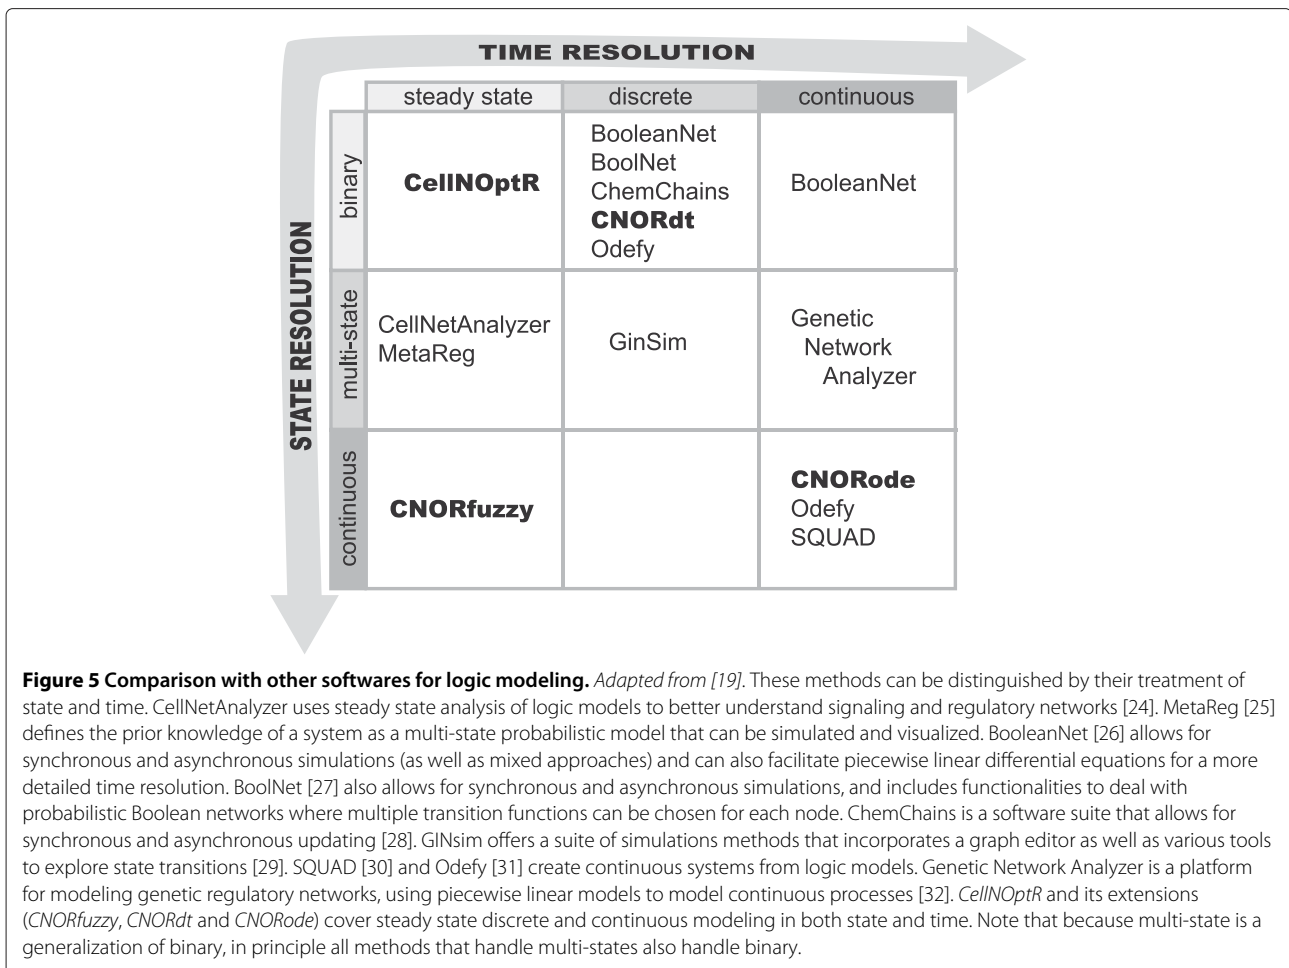 TIME RESOLUTION
steady state
discrete
continuous
STATE RESOLUTION
binary
CellNOptR
BooleanNet
BoolNet
ChemChains
CNORdt
Odefy
BooleanNet
multi-state
CellNetAnalyzer
MetaReg
GinSim
Genetic
Network
Analyzer
continuous
CNORfuzzy
CNORode
Odefy
SQUAD
Figure 5 Comparison with other softwares for logic modeling. Adapted from [19]. These methods can be distinguished by their treatment of
state and time. CellNetAnalyzer uses steady state analysis of logic models to better understand signaling and regulatory networks [24]. MetaReg [25]
defines the prior knowledge of a system as a multi-state probabilistic model that can be simulated and visualized. BooleanNet [26] allows for
synchronous and asynchronous simulations (as well as mixed approaches) and can also facilitate piecewise linear differential equations for a more
detailed time resolution. BoolNet [27] also allows for synchronous and asynchronous simulations, and includes functionalities to deal with
probabilistic Boolean networks where multiple transition functions can be chosen for each node. ChemChains is a software suite that allows for
synchronous and asynchronous updating [28]. GINsim offers a suite of simulations methods that incorporates a graph editor as well as various tools
to explore state transitions [29]. SQUAD [30] and Odefy [31] create continuous systems from logic models. Genetic Network Analyzer is a platform
for modeling genetic regulatory networks, using piecewise linear models to model continuous processes [32]. CellNOptR and its extensions
(CNORfuzzy, CNORdt and CNORode) cover steady state discrete and continuous modeling in both state and time. Note that because multi-state is a
generalization of binary, in principle all methods that handle multi-states also handle binary.